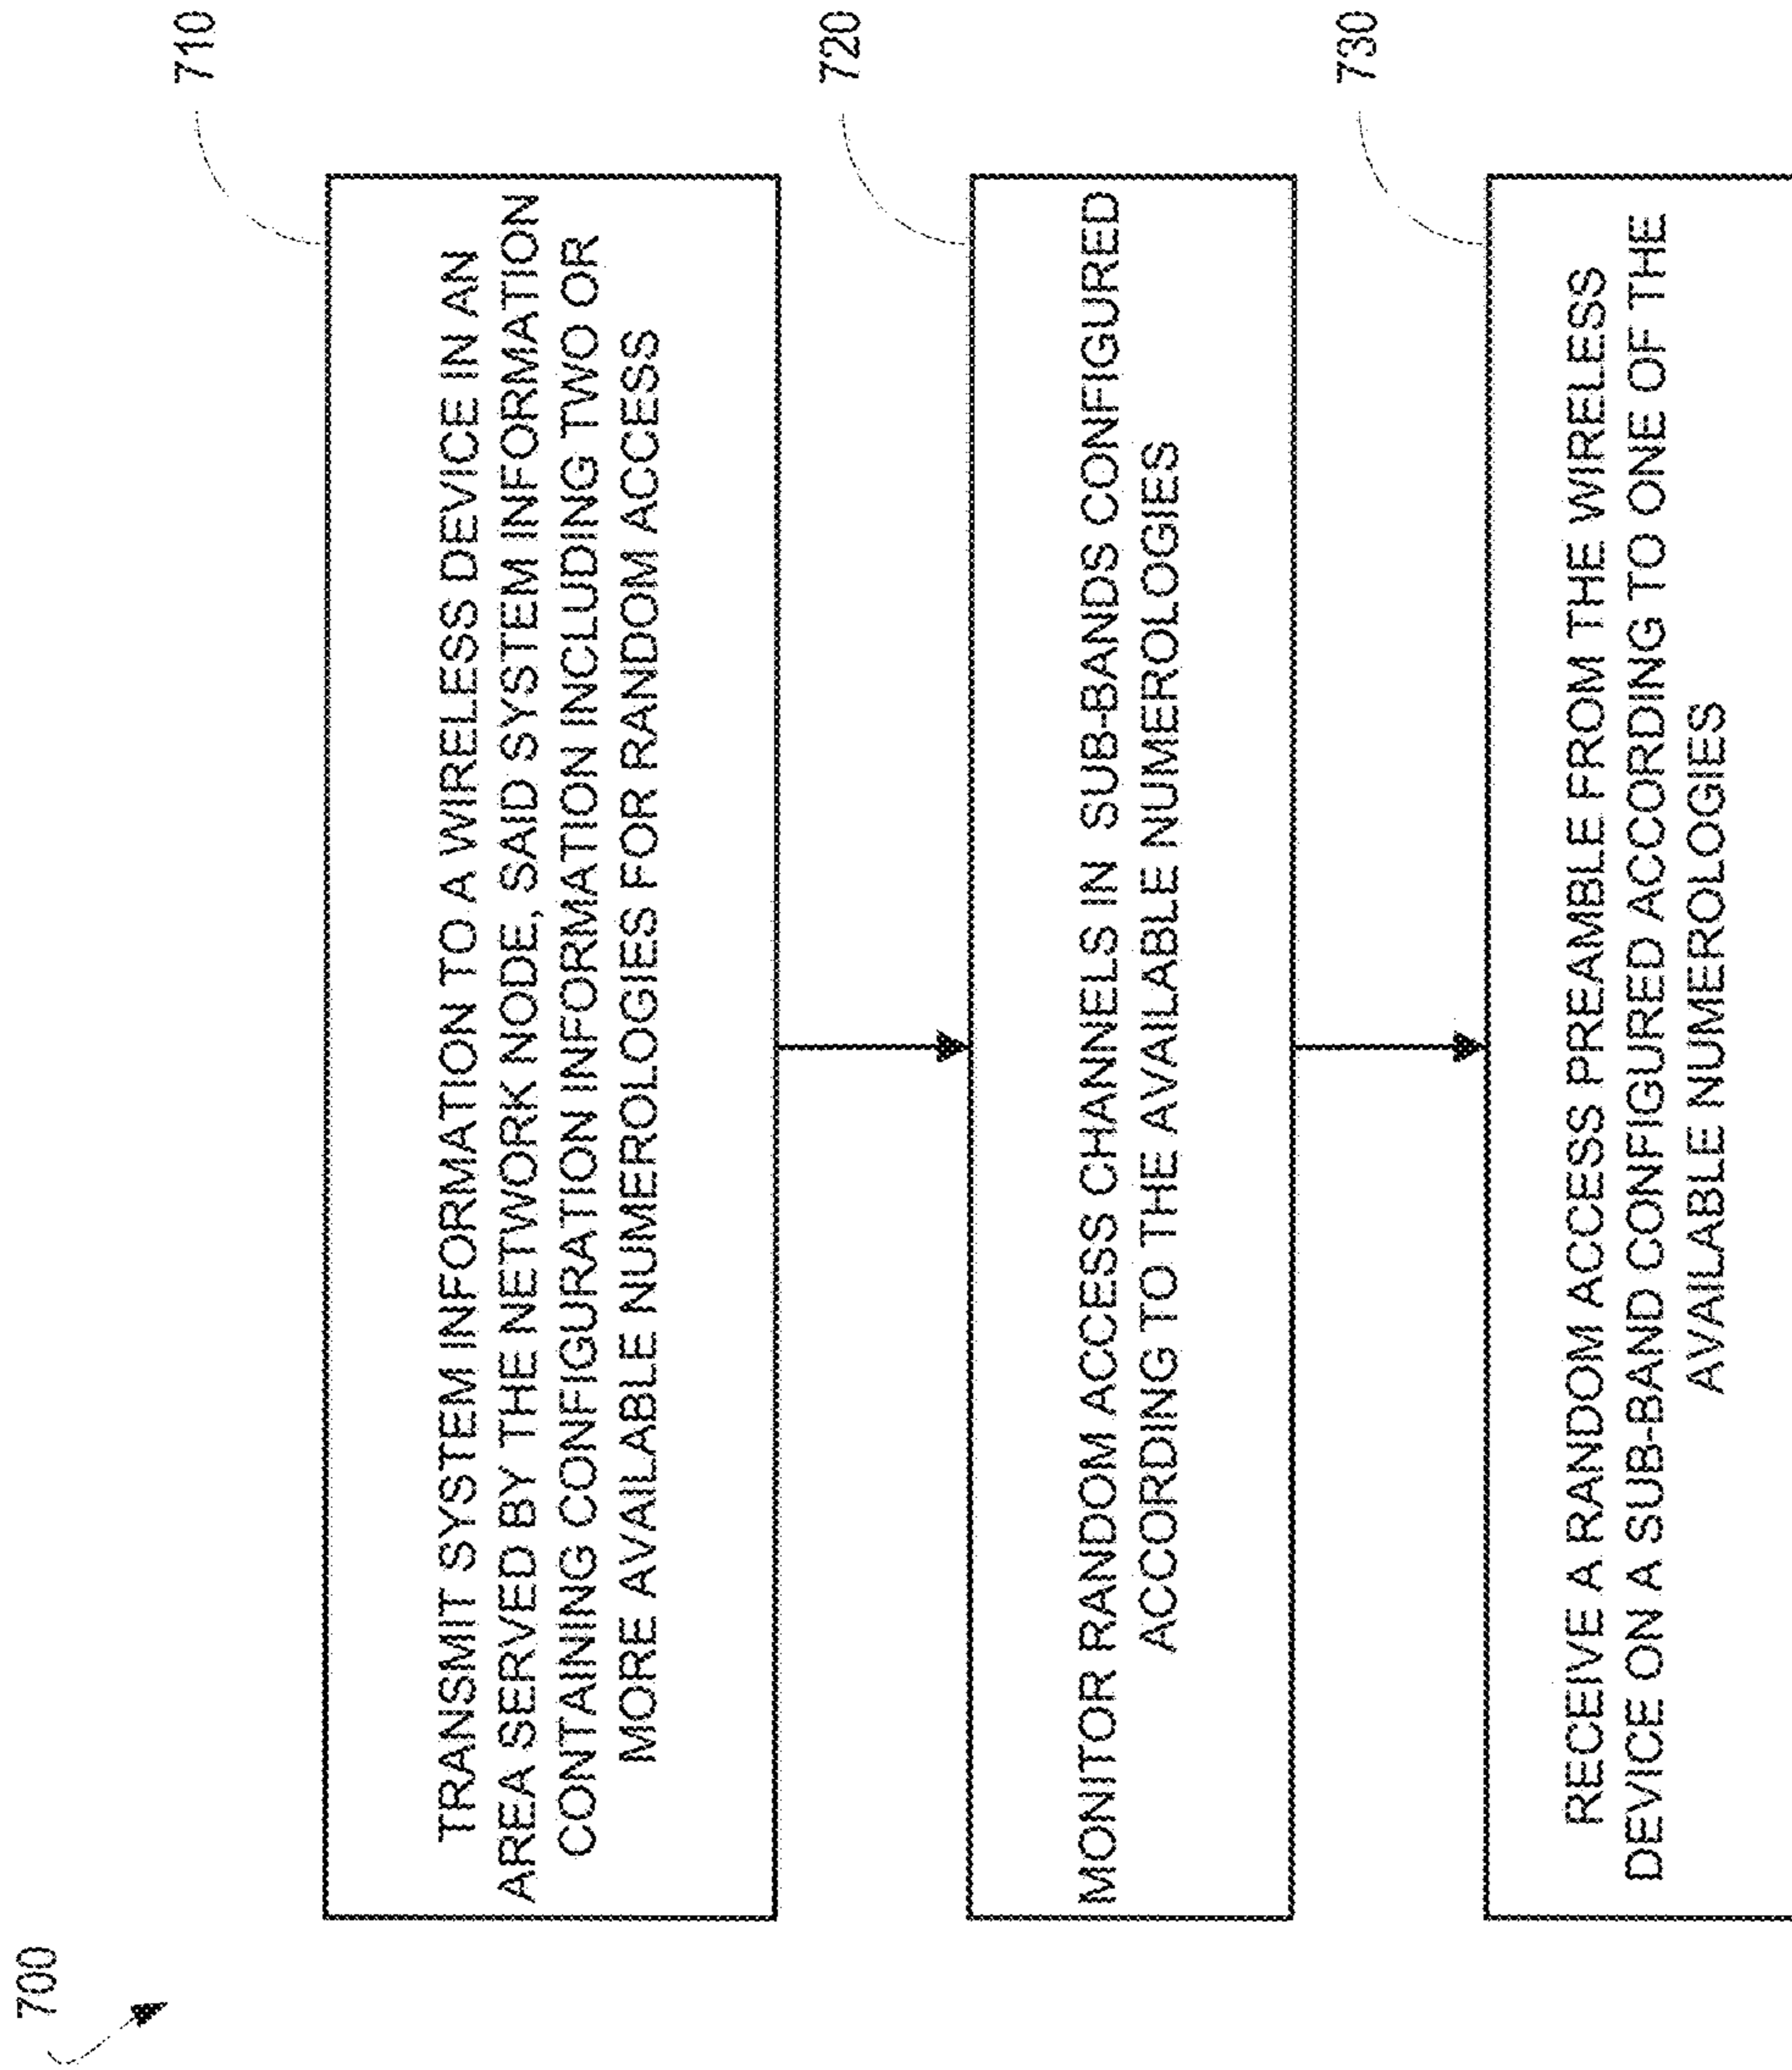 700
710
TRANSMIT SYSTEM INFORMATION TO A WIRELESS DEVICE IN AN
AREA SERVED BY THE NETWORK NODE, SAID SYSTEM INFORMATION
CONTAINING CONFIGURATION INFORMATION INCLUDING TWO OR
MORE AVAILABLE NUMEROLOGIES FOR RANDOM ACCESS
720
MONITOR RANDOM ACCESS CHANNELS IN SUB-BANDS CONFIGURED
ACCORDING TO THE AVAILABLE NUMEROLOGIES
730
RECEIVE A RANDOM ACCESS PREAMBLE FROM THE WIRELESS
DEVICE ON A SUB-BAND CONFIGURED ACCORDING TO ONE OF THE
AVAILABLE NUMEROLOGIES